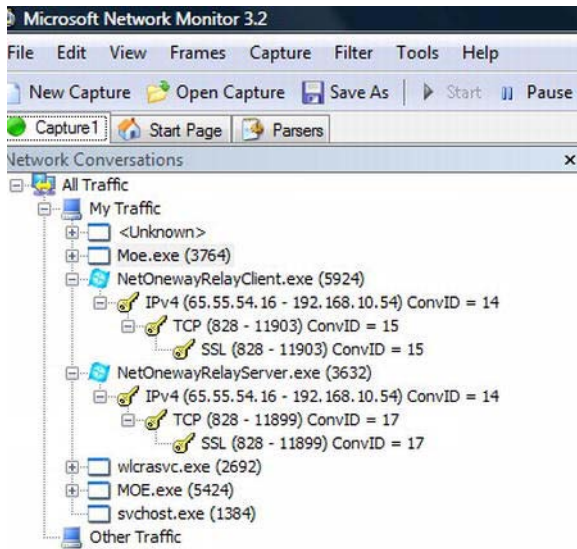 Microsoft Network Monitor 3.2
File Edit View Frames Capture Filter Tools Help
New Capture Open Capture Save As Start Pause
Capture1 Start Page Parsers
Network Conversations
All Traffic
My Traffic
<Unknown>
Moe.exe (3764)
NetOnewayRelayClient.exe (5924)
IPv4 (65.55.54.16 - 192.168.10.54) ConvID = 14
TCP (828 - 11903) ConvID = 15
SSL (828 - 11903) ConvID = 15
NetOnewayRelayServer.exe (3632)
IPv4 (65.55.54.16 - 192.168.10.54) ConvID = 14
TCP (828 - 11899) ConvID = 17
SSL (828 - 11899) ConvID = 17
wlcrasvc.exe (2692)
MOE.exe (5424)
svchost.exe (1384)
Other Traffic